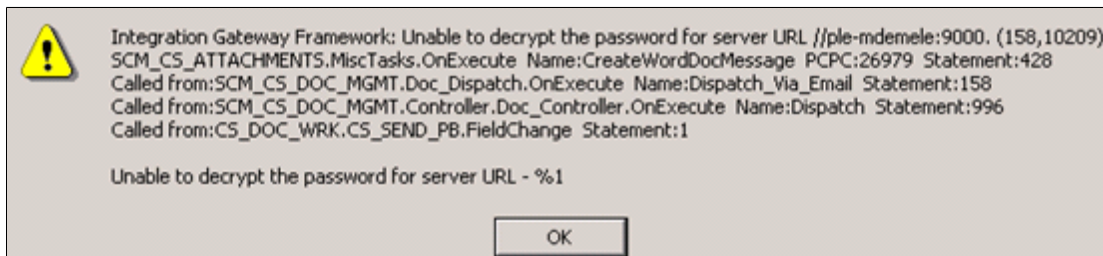 Integration Gateway Framework: Unable to decrypt the password for server URL //ple-mdemele:9000. (158,10209)
SCM_CS_ATTACHMENTS.MiscTasks.OnExecute Name:CreateWordDocMessage PCPC:26979 Statement:428
Called from:SCM_CS_DOC_MGMT.Doc_Dispatch.OnExecute Name:Dispatch_Via_Email Statement:158
Called from:SCM_CS_DOC_MGMT.Controller.Doc_Controller.OnExecute Name:Dispatch Statement:996
Called from:CS_DOC_WRK.CS_SEND_PB.FieldChange Statement:1
Unable to decrypt the password for server URL - %1
OK